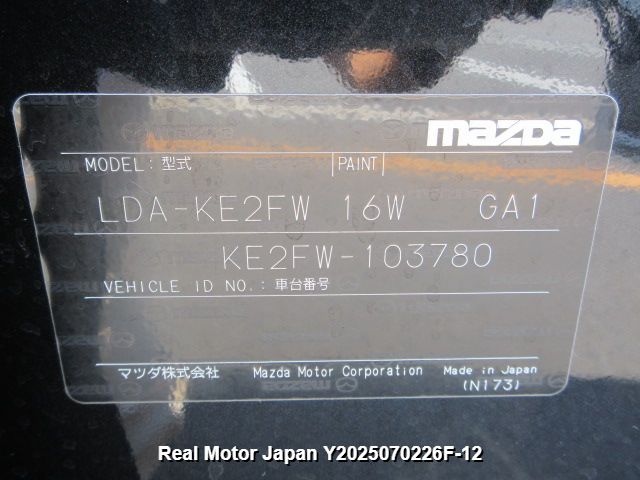 mazda
MODEL: 型式 PAINT
LDA-KE2FW 16W GA1
KE2FW-103780
VEHICLE ID NO.: 車台番号
マツダ株式会社 Mazda Motor Corporation Made in Japan
(N173)
Real Motor Japan Y2025070226F-12